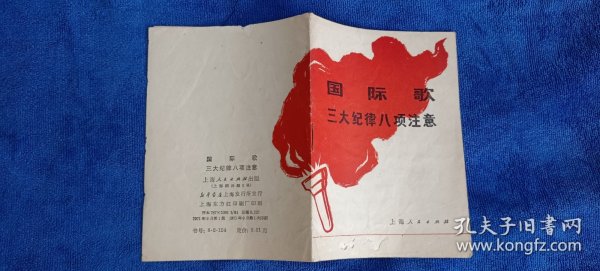 国际歌
三大纪律八项注意
上海人民出版社
国际歌
三大纪律八项注意
上海人民出版社出版
新华书店上海发行所发行
上海东方红印刷厂印刷
孔夫子旧书网
www.kongfz.com